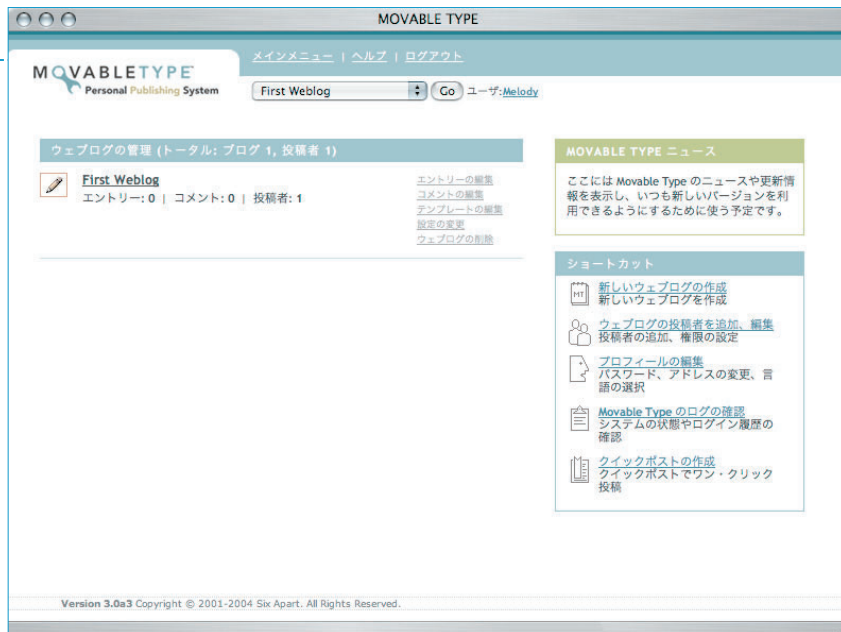 MOVABLE TYPE
メインメニュー | ヘルプ | ログアウト
MOVABLETYPE
Personal Publishing System
First Weblog Go ユーザ:Melody
ウェブログの管理 (トータル: ブログ 1, 投稿者 1)
First Weblog
エントリー: 0 | コメント: 0 | 投稿者: 1
エントリーの編集
コメントの編集
テンプレートの編集
設定の変更
ウェブログの削除
MOVABLE TYPE ニュース
ここには Movable Type のニュースや更新情
報を表示し、いつも新しいバージョンを利
用できるようにするために使う予定です。
ショートカット
MT
新しいウェブログの作成
新しいウェブログを作成
ウェブログの投稿者を追加、編集
投稿者の追加、権限の設定
プロフィールの編集
パスワード、アドレスの変更、言
語の選択
Movable Type のログの確認
システムの状態やログイン履歴の
確認
クイックポストの作成
クイックポストでワン・クリック
投稿
Version 3.0a3 Copyright © 2001-2004 Six Apart. All Rights Reserved.